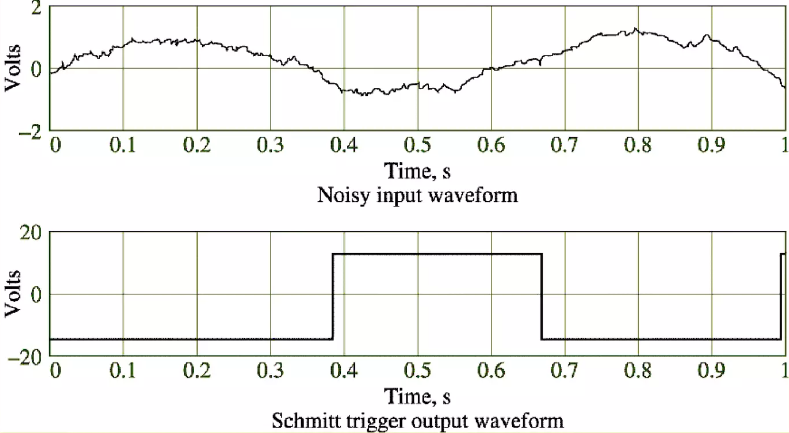 2
0
−2
Volts
0 0.1 0.2 0.3 0.4 0.5 0.6 0.7 0.8 0.9 1
Time, s
Noisy input waveform
20
0
−20
Volts
0 0.1 0.2 0.3 0.4 0.5 0.6 0.7 0.8 0.9 1
Time, s
Schmitt trigger output waveform